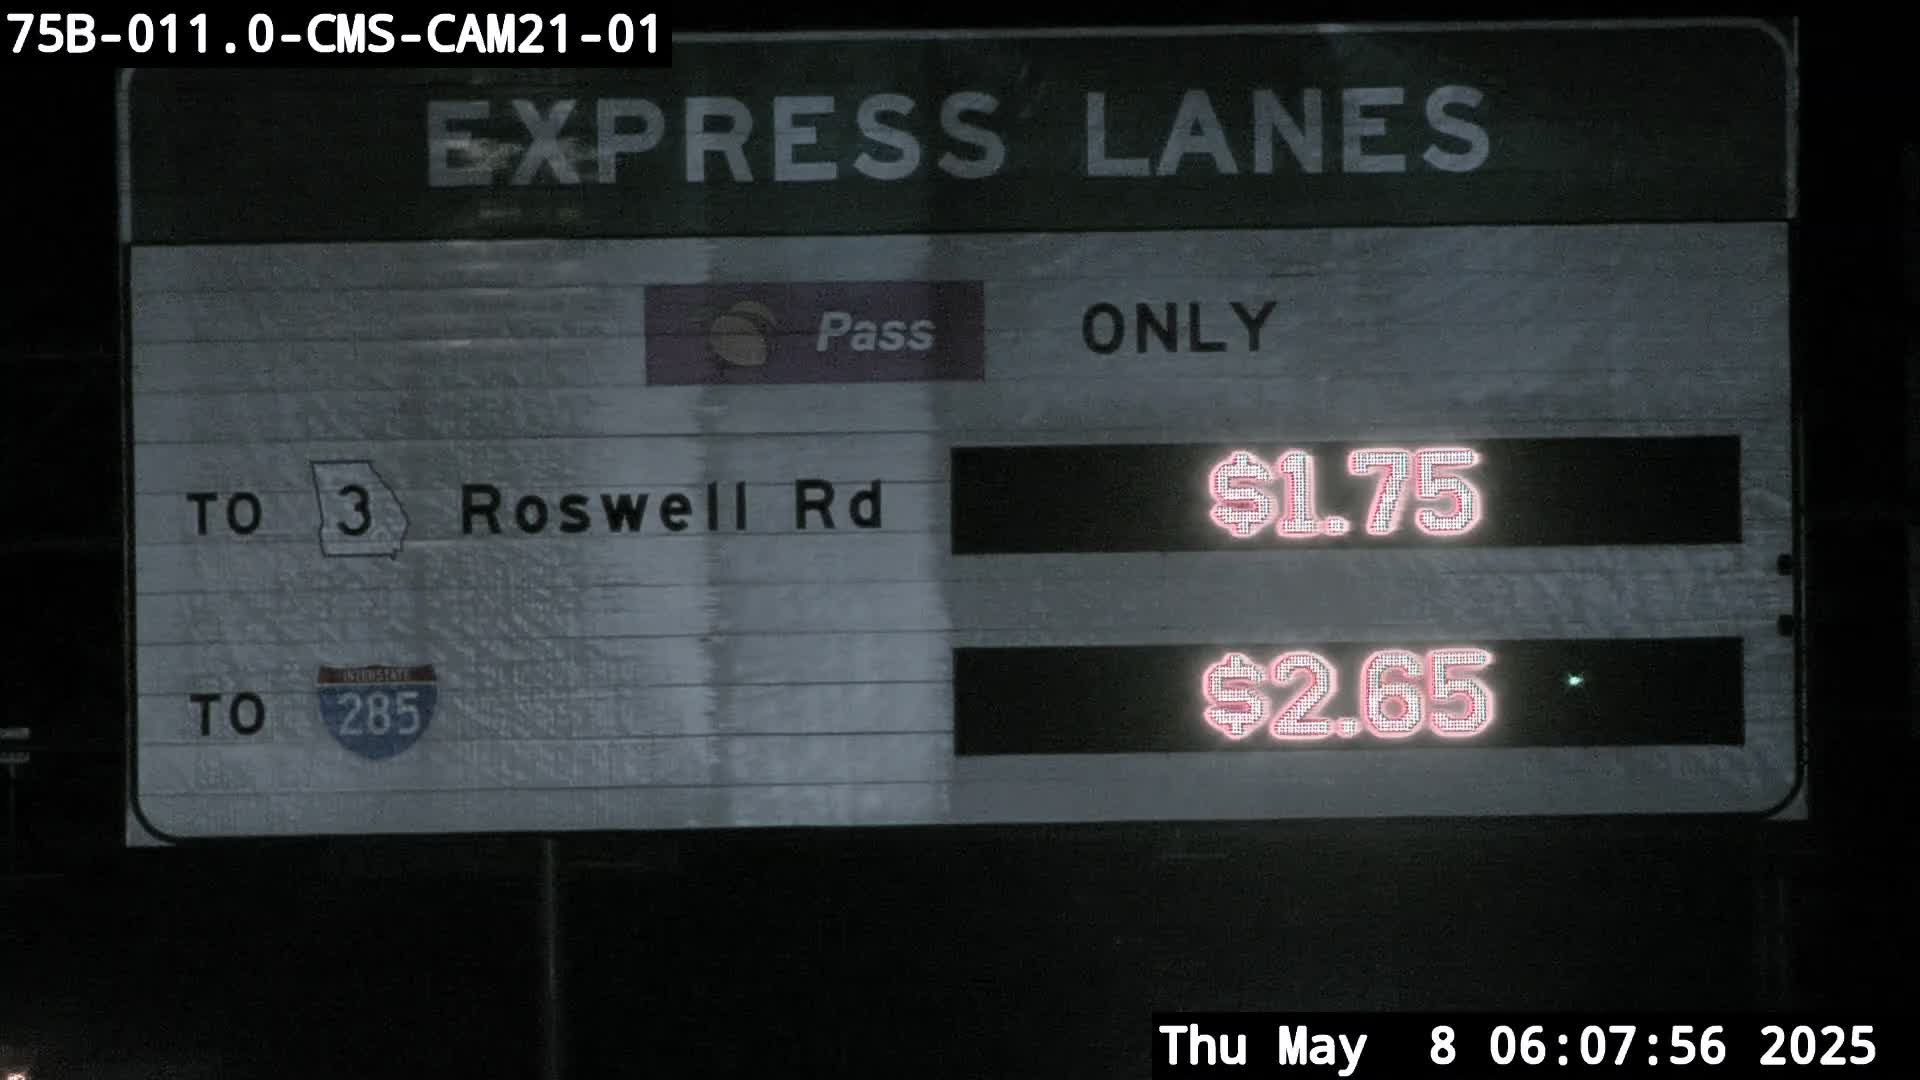 75B-011.0-CMS-CAM21-01
EXPRESS LANES
Pass ONLY
TO 3 Roswell Rd $1.75
INTERSTATE
TO 285 $2.65
Thu May 8 06:07:56 2025